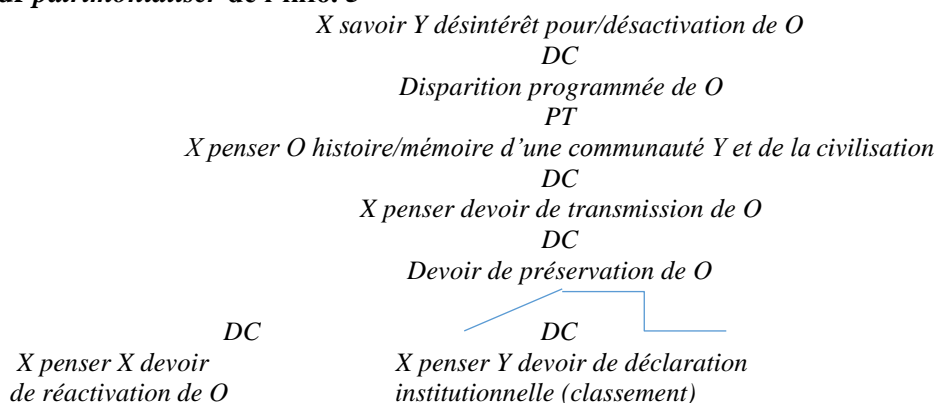 patrimonialiser
X savoir Y désintérêt pour/désactivation de O
DC
Disparition programmée de O
PT
X penser O histoire/mémoire d'une communauté Y et de la civilisation
DC
X penser devoir de transmission de O
DC
Devoir de préservation de O
DC DC
X penser X devoir X penser Y devoir de déclaration
de réactivation de O institutionnelle (classement)